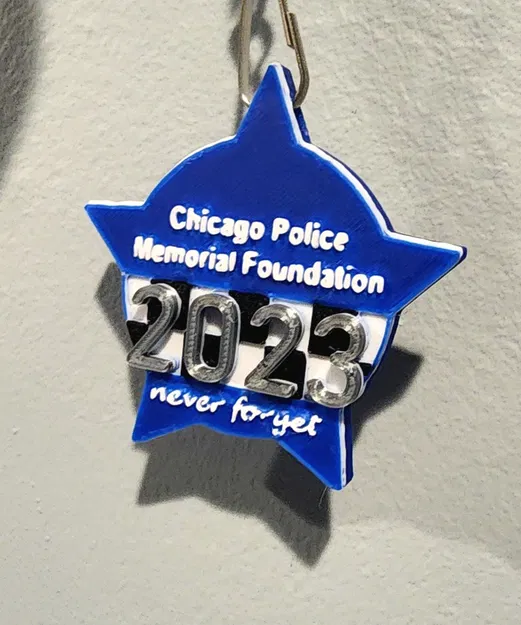 Chicago Police
Memorial Foundation
2023
never forget